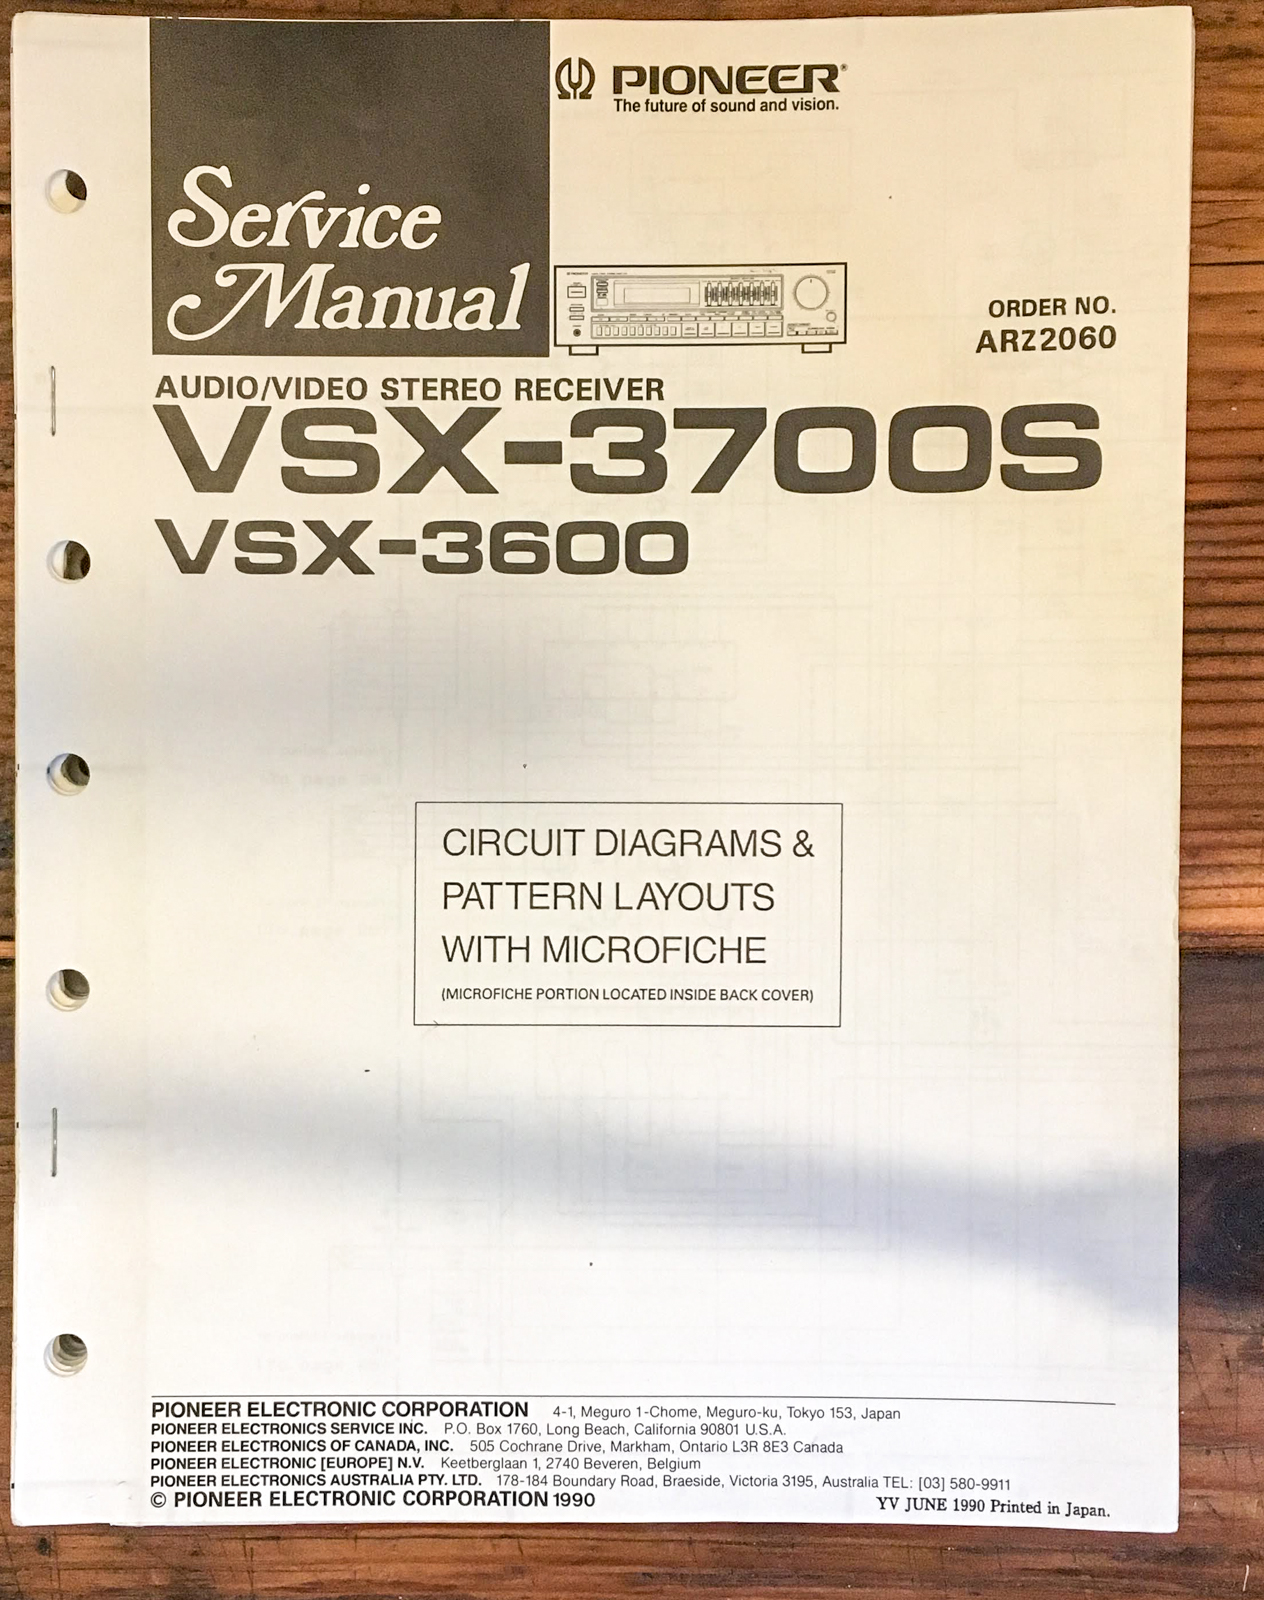 PIONEER®
The future of sound and vision.
Service
Manual
ORDER NO.
ARZ2060
AUDIO/VIDEO STEREO RECEIVER
VSX-3700S
VSX-3600
CIRCUIT DIAGRAMS &
PATTERN LAYOUTS
WITH MICROFICHE
(MICROFICHE PORTION LOCATED INSIDE BACK COVER)
PIONEER ELECTRONIC CORPORATION 4-1, Meguro 1-Chome, Meguro-ku, Tokyo 153, Japan
PIONEER ELECTRONICS SERVICE INC. P.O. Box 1760, Long Beach, California 90801 U.S.A.
PIONEER ELECTRONICS OF CANADA, INC. 505 Cochrane Drive, Markham, Ontario L3R 8E3 Canada
PIONEER ELECTRONIC [EUROPE] N.V. Keetberglaan 1, 2740 Beveren, Belgium
PIONEER ELECTRONICS AUSTRALIA PTY. LTD. 178-184 Boundary Road, Braeside, Victoria 3195, Australia TEL: [03] 580-9911
© PIONEER ELECTRONIC CORPORATION 1990
YV JUNE 1990 Printed in Japan.